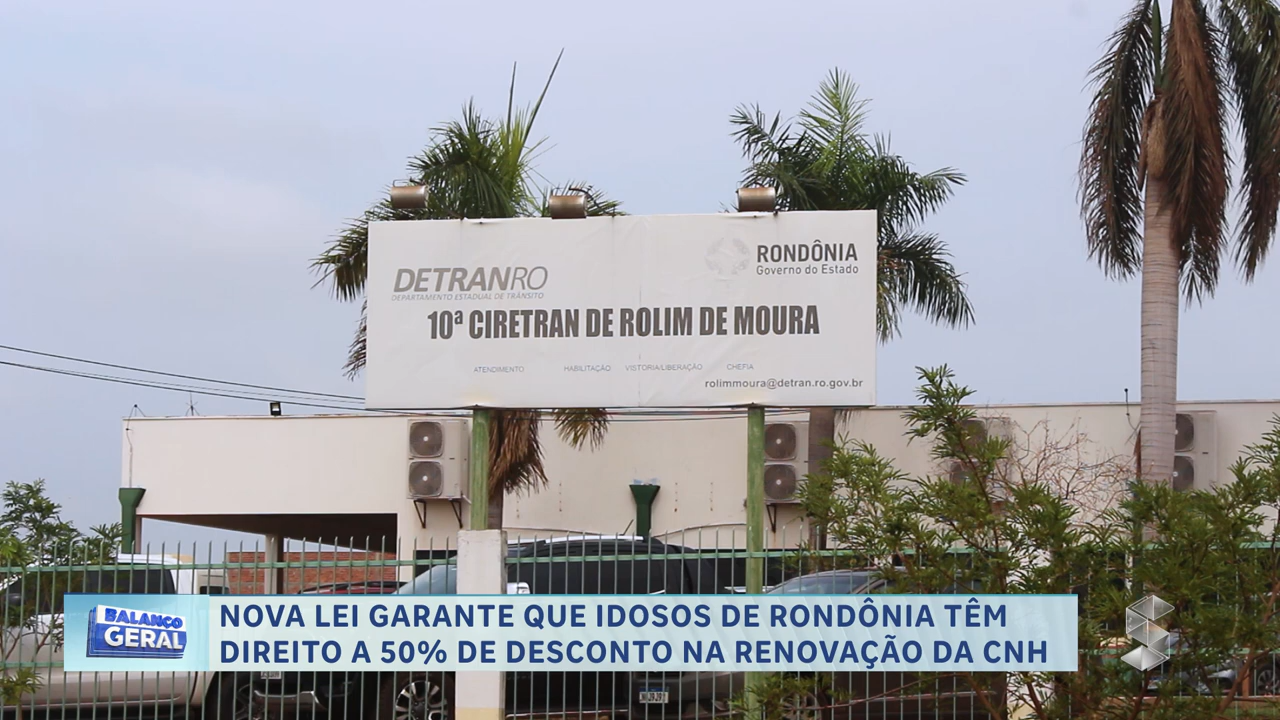 DETRANRO
DEPARTAMENTO ESTADUAL DE TRÂNSITO
RONDÔNIA
Governo do Estado
10ª CIRETRAN DE ROLIM DE MOURA
ATENDIMENTO HABILITAÇÃO VISTORIA/LIBERAÇÃO CHEFIA
rolimmoura@detran.ro.gov.br
BALANÇO
GERAL
NOVA LEI GARANTE QUE IDOSOS DE RONDÔNIA TÊM
DIREITO A 50% DE DESCONTO NA RENOVAÇÃO DA CNH